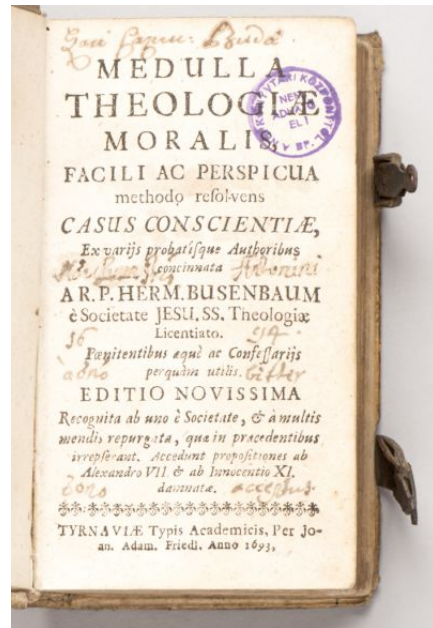 MEDULLA
THEOLOGIÆ
MORALIS,
FACILI AC PERSPICUA
methodo resolvens
CASUS CONSCIENTIÆ,
Ex varijs probatisque Authoribus
concinnata
A R. P. HERM. BUSENBAUM
è Societate JESU, SS. Theologiæ
Licentiato.
16 94
Pœnitentibus æquè ac Confessarijs
perquàm utilis.
EDITIO NOVISSIMA
Recognita ab uno è Societate, & à multis
mendis repurgata, quæ in præcedentibus
irrepserant. Accedunt propositiones ab
Alexandro VII. & ab Innocentio XI.
damnatæ.
TYRNAVIÆ Typis Academicis, Per Jo-
an. Adam. Friedl. Anno 1693.